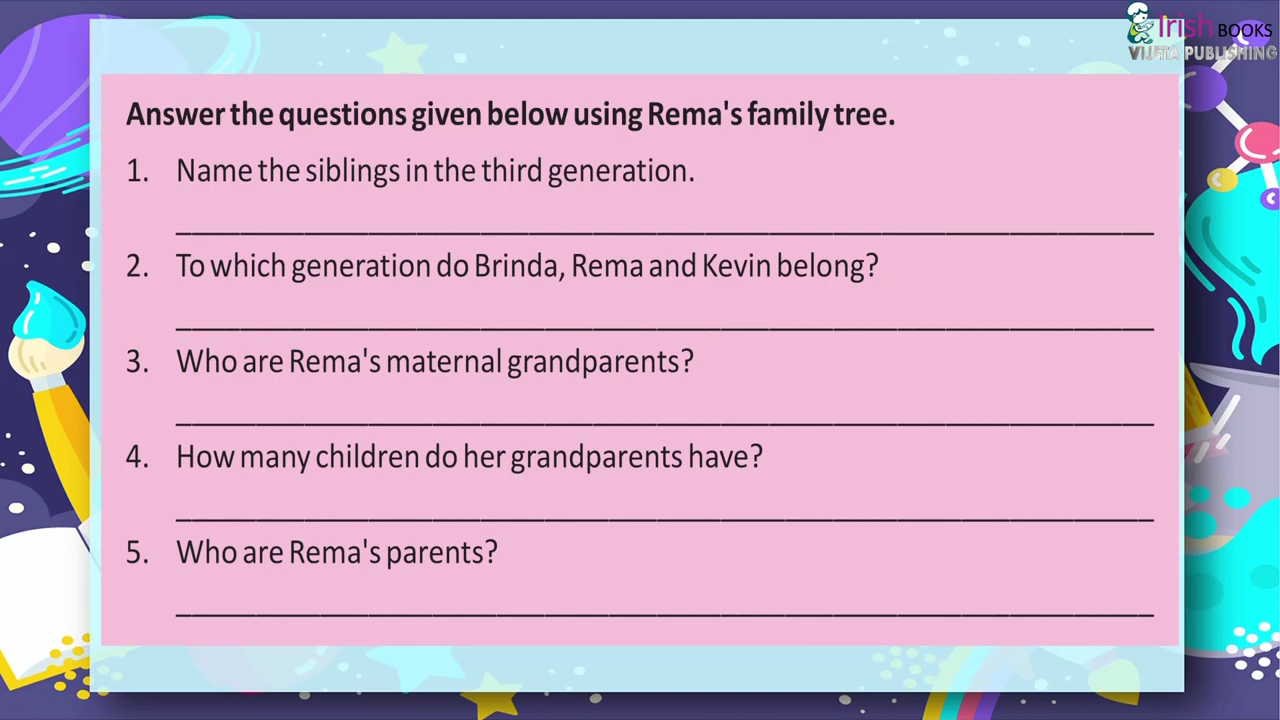 Irish BOOKS
VIJETA PUBLISHING
Answer the questions given below using Rema's family tree.
1. Name the siblings in the third generation.
2. To which generation do Brinda, Rema and Kevin belong?
3. Who are Rema's maternal grandparents?
4. How many children do her grandparents have?
5. Who are Rema's parents?